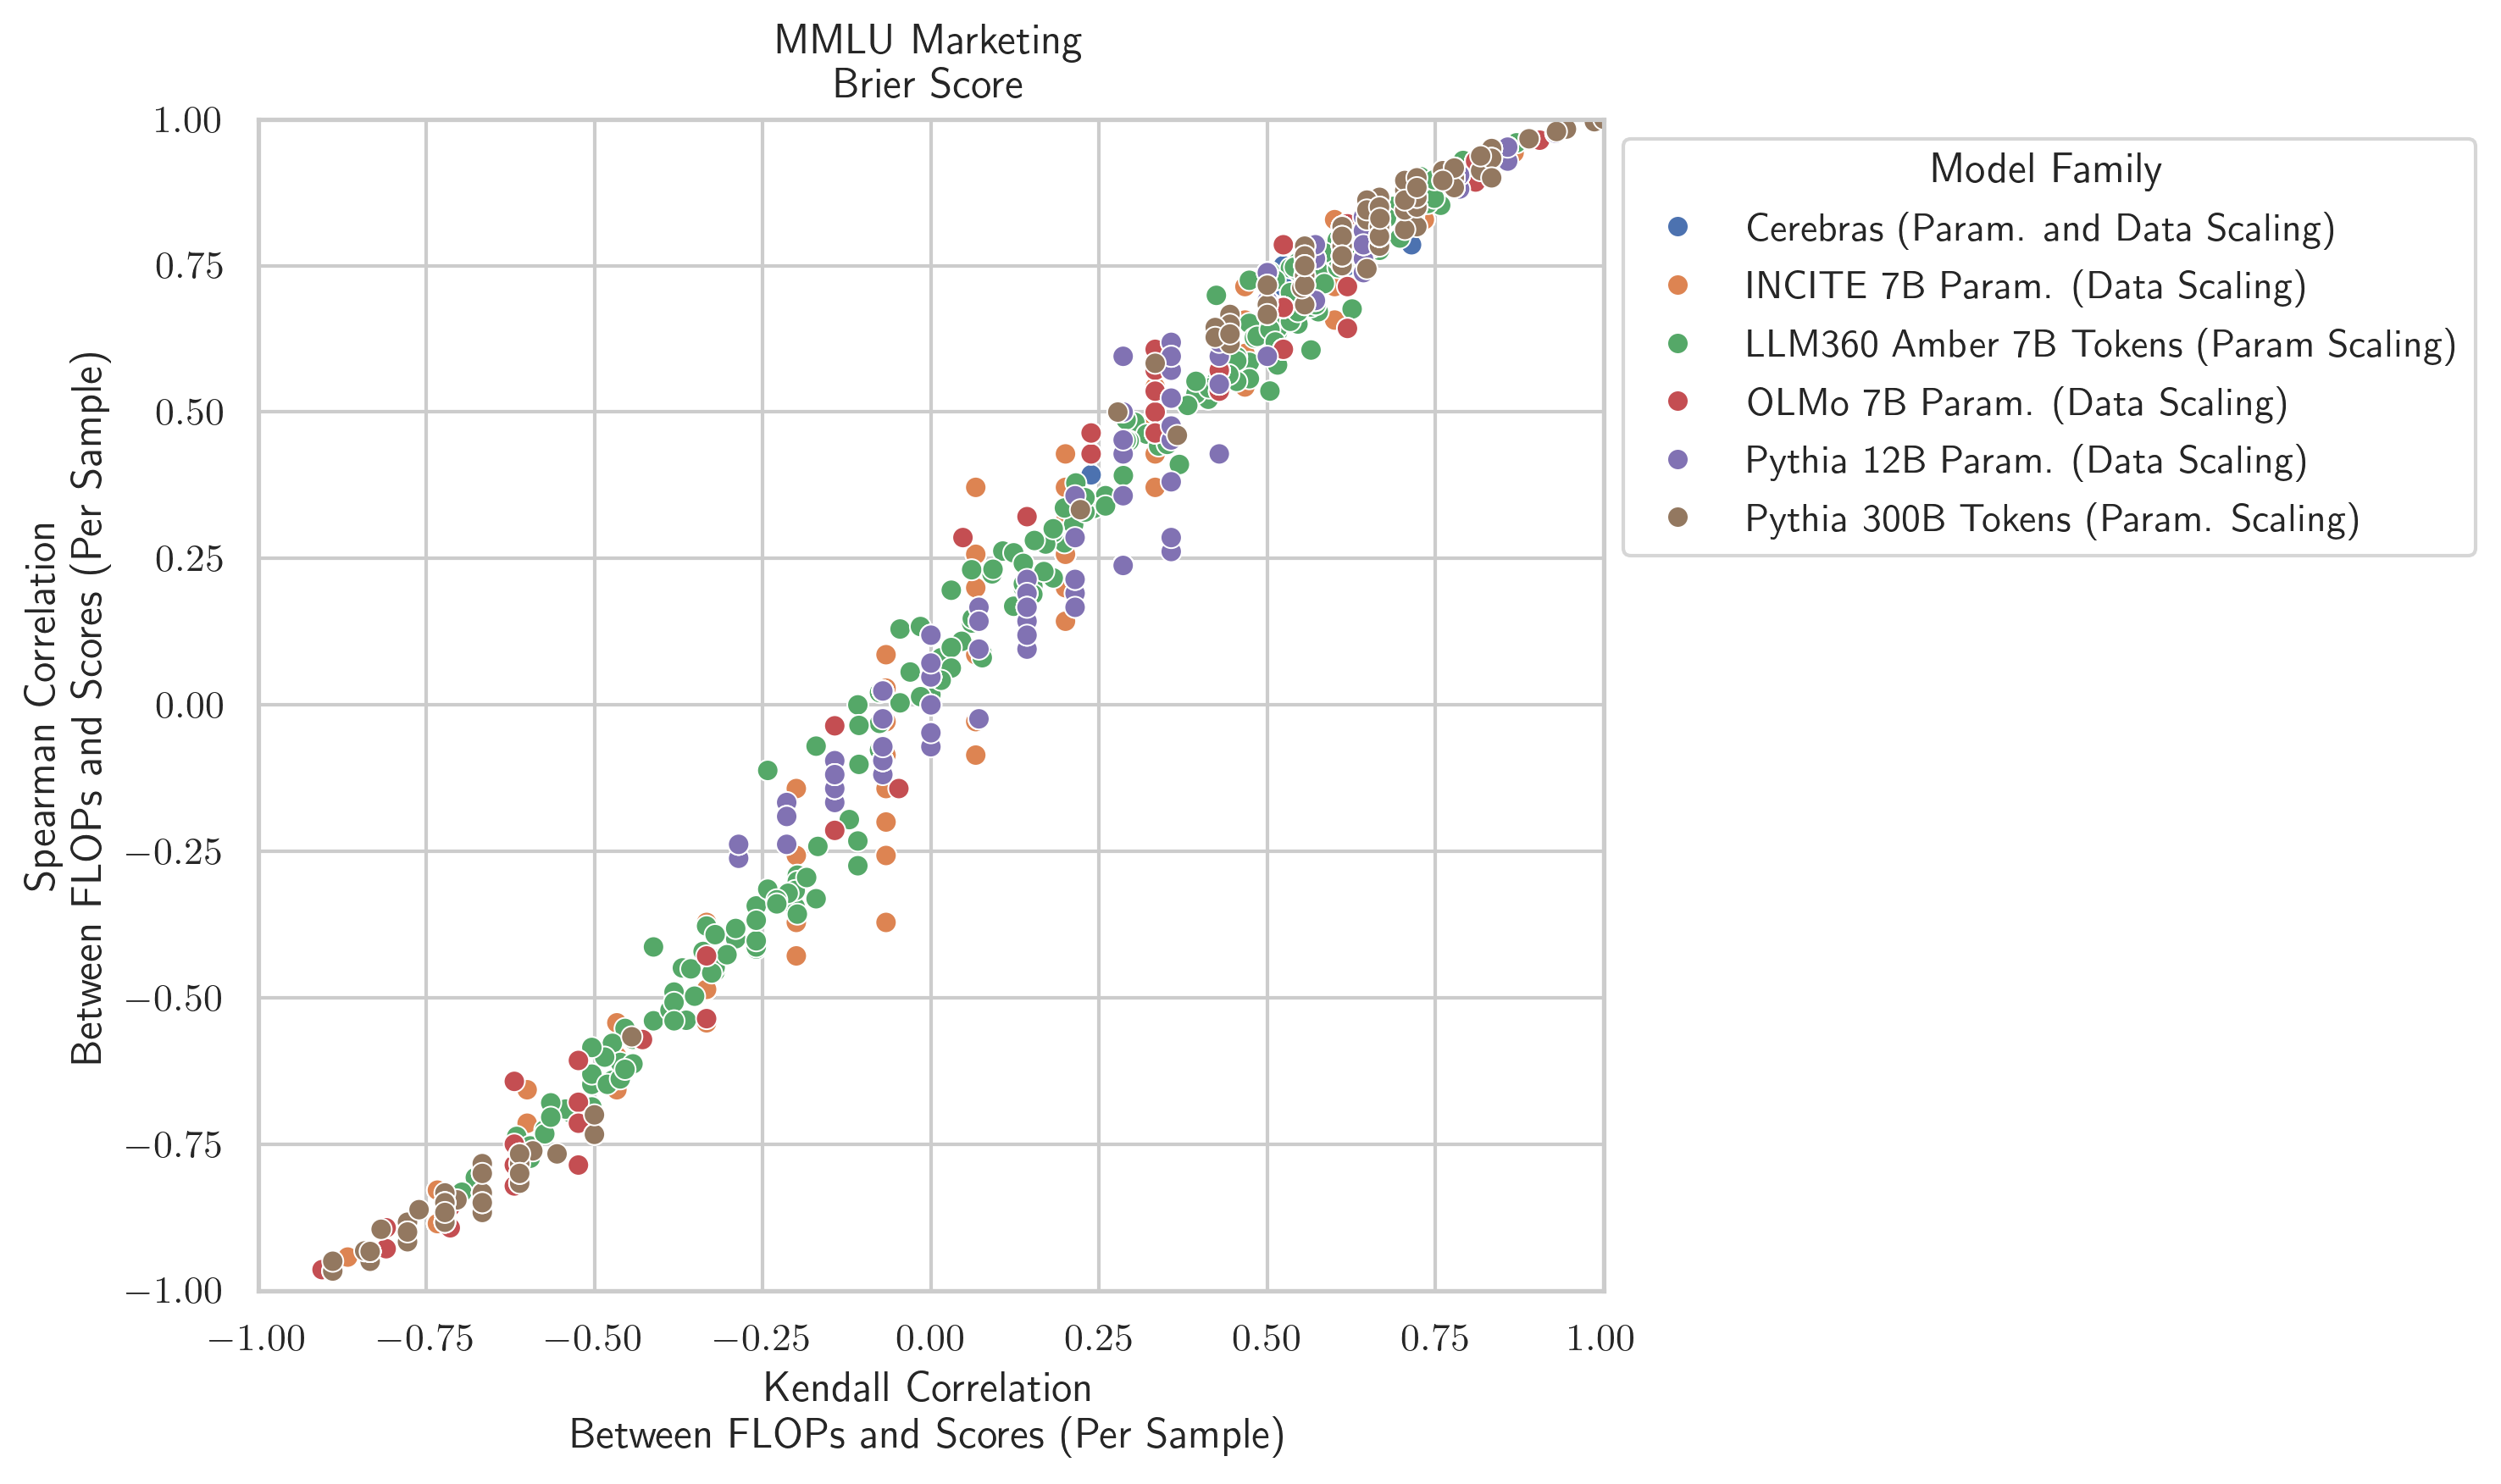 MMLU Marketing
Brier Score
Spearman Correlation
Between FLOPs and Scores (Per Sample)
1.00
0.75
0.50
0.25
0.00
−0.25
−0.50
−0.75
−1.00
−1.00 −0.75 −0.50 −0.25 0.00 0.25 0.50 0.75 1.00
Kendall Correlation
Between FLOPs and Scores (Per Sample)
Model Family
Cerebras (Param. and Data Scaling)
INCITE 7B Param. (Data Scaling)
LLM360 Amber 7B Tokens (Param Scaling)
OLMo 7B Param. (Data Scaling)
Pythia 12B Param. (Data Scaling)
Pythia 300B Tokens (Param. Scaling)